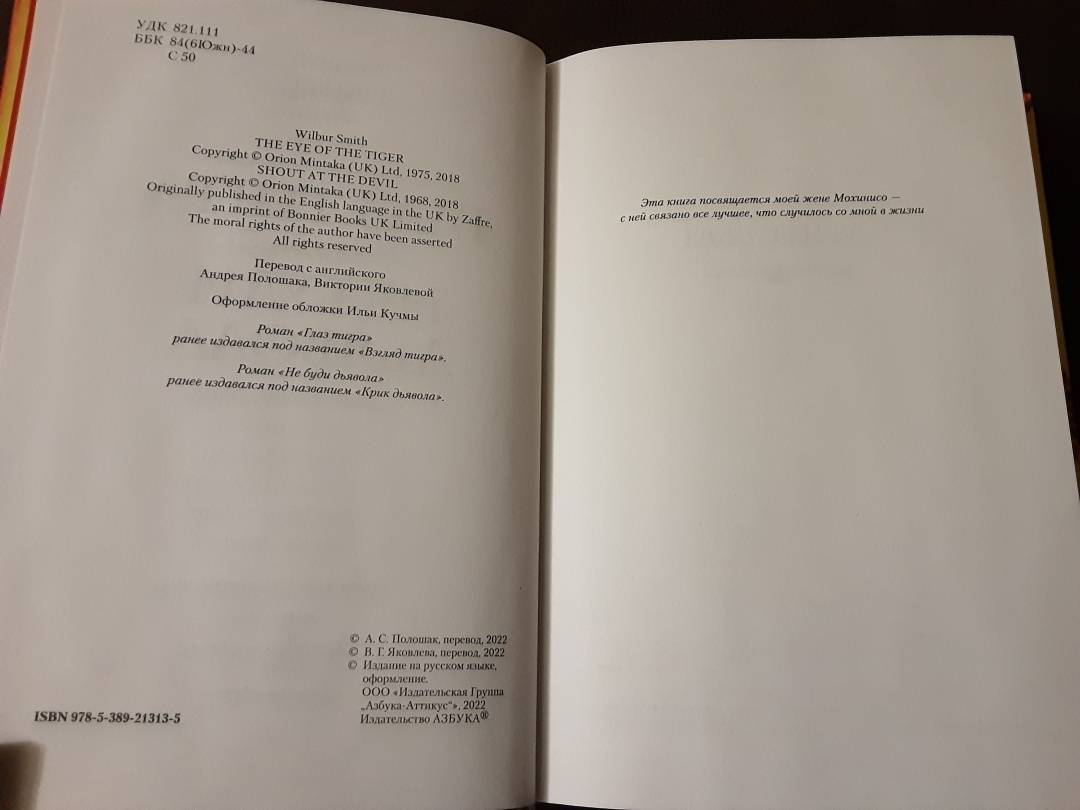 УДК 821.111
ББК 84(6Южн)-44
С 50
Wilbur Smith
THE EYE OF THE TIGER
Copyright © Orion Mintaka (UK) Ltd, 1975, 2018
SHOUT AT THE DEVIL
Copyright © Orion Mintaka (UK) Ltd, 1968, 2018
Originally published in the English language in the UK by Zaffre,
an imprint of Bonnier Books UK Limited
The moral rights of the author have been asserted
All rights reserved
Перевод с английского
Андрея Полошака, Виктории Яковлевой
Оформление обложки Ильи Кучмы
Роман «Глаз тигра»
ранее издавался под названием «Взгляд тигра».
Роман «Не буди дьявола»
ранее издавался под названием «Крик дьявола».
© А. С. Полошак, перевод, 2022
© В. Г. Яковлева, перевод, 2022
© Издание на русском языке,
оформление.
ООО «Издательская Группа
„Азбука-Аттикус“», 2022
Издательство АЗБУКА®
ISBN 978-5-389-21313-5
Эта книга посвящается моей жене Мохинисо —
с ней связано все лучшее, что случилось со мной в жизни